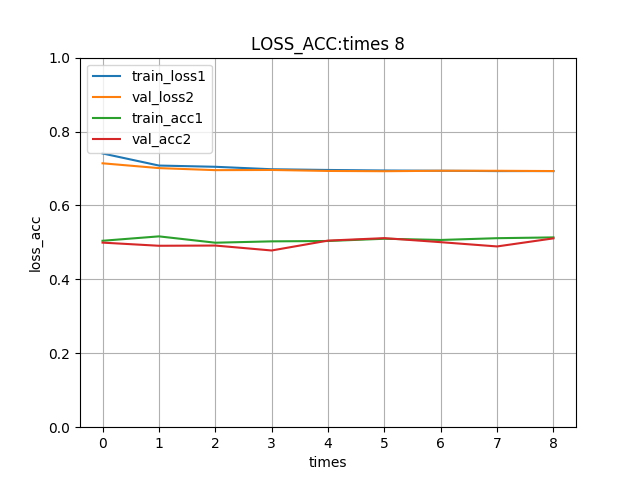 LOSS_ACC:times 8
1.0
train_loss1
val_loss2
train_acc1
val_acc2
0.8
0.6
loss_acc
0.4
0.2
0.0
0 1 2 3 4 5 6 7 8
times